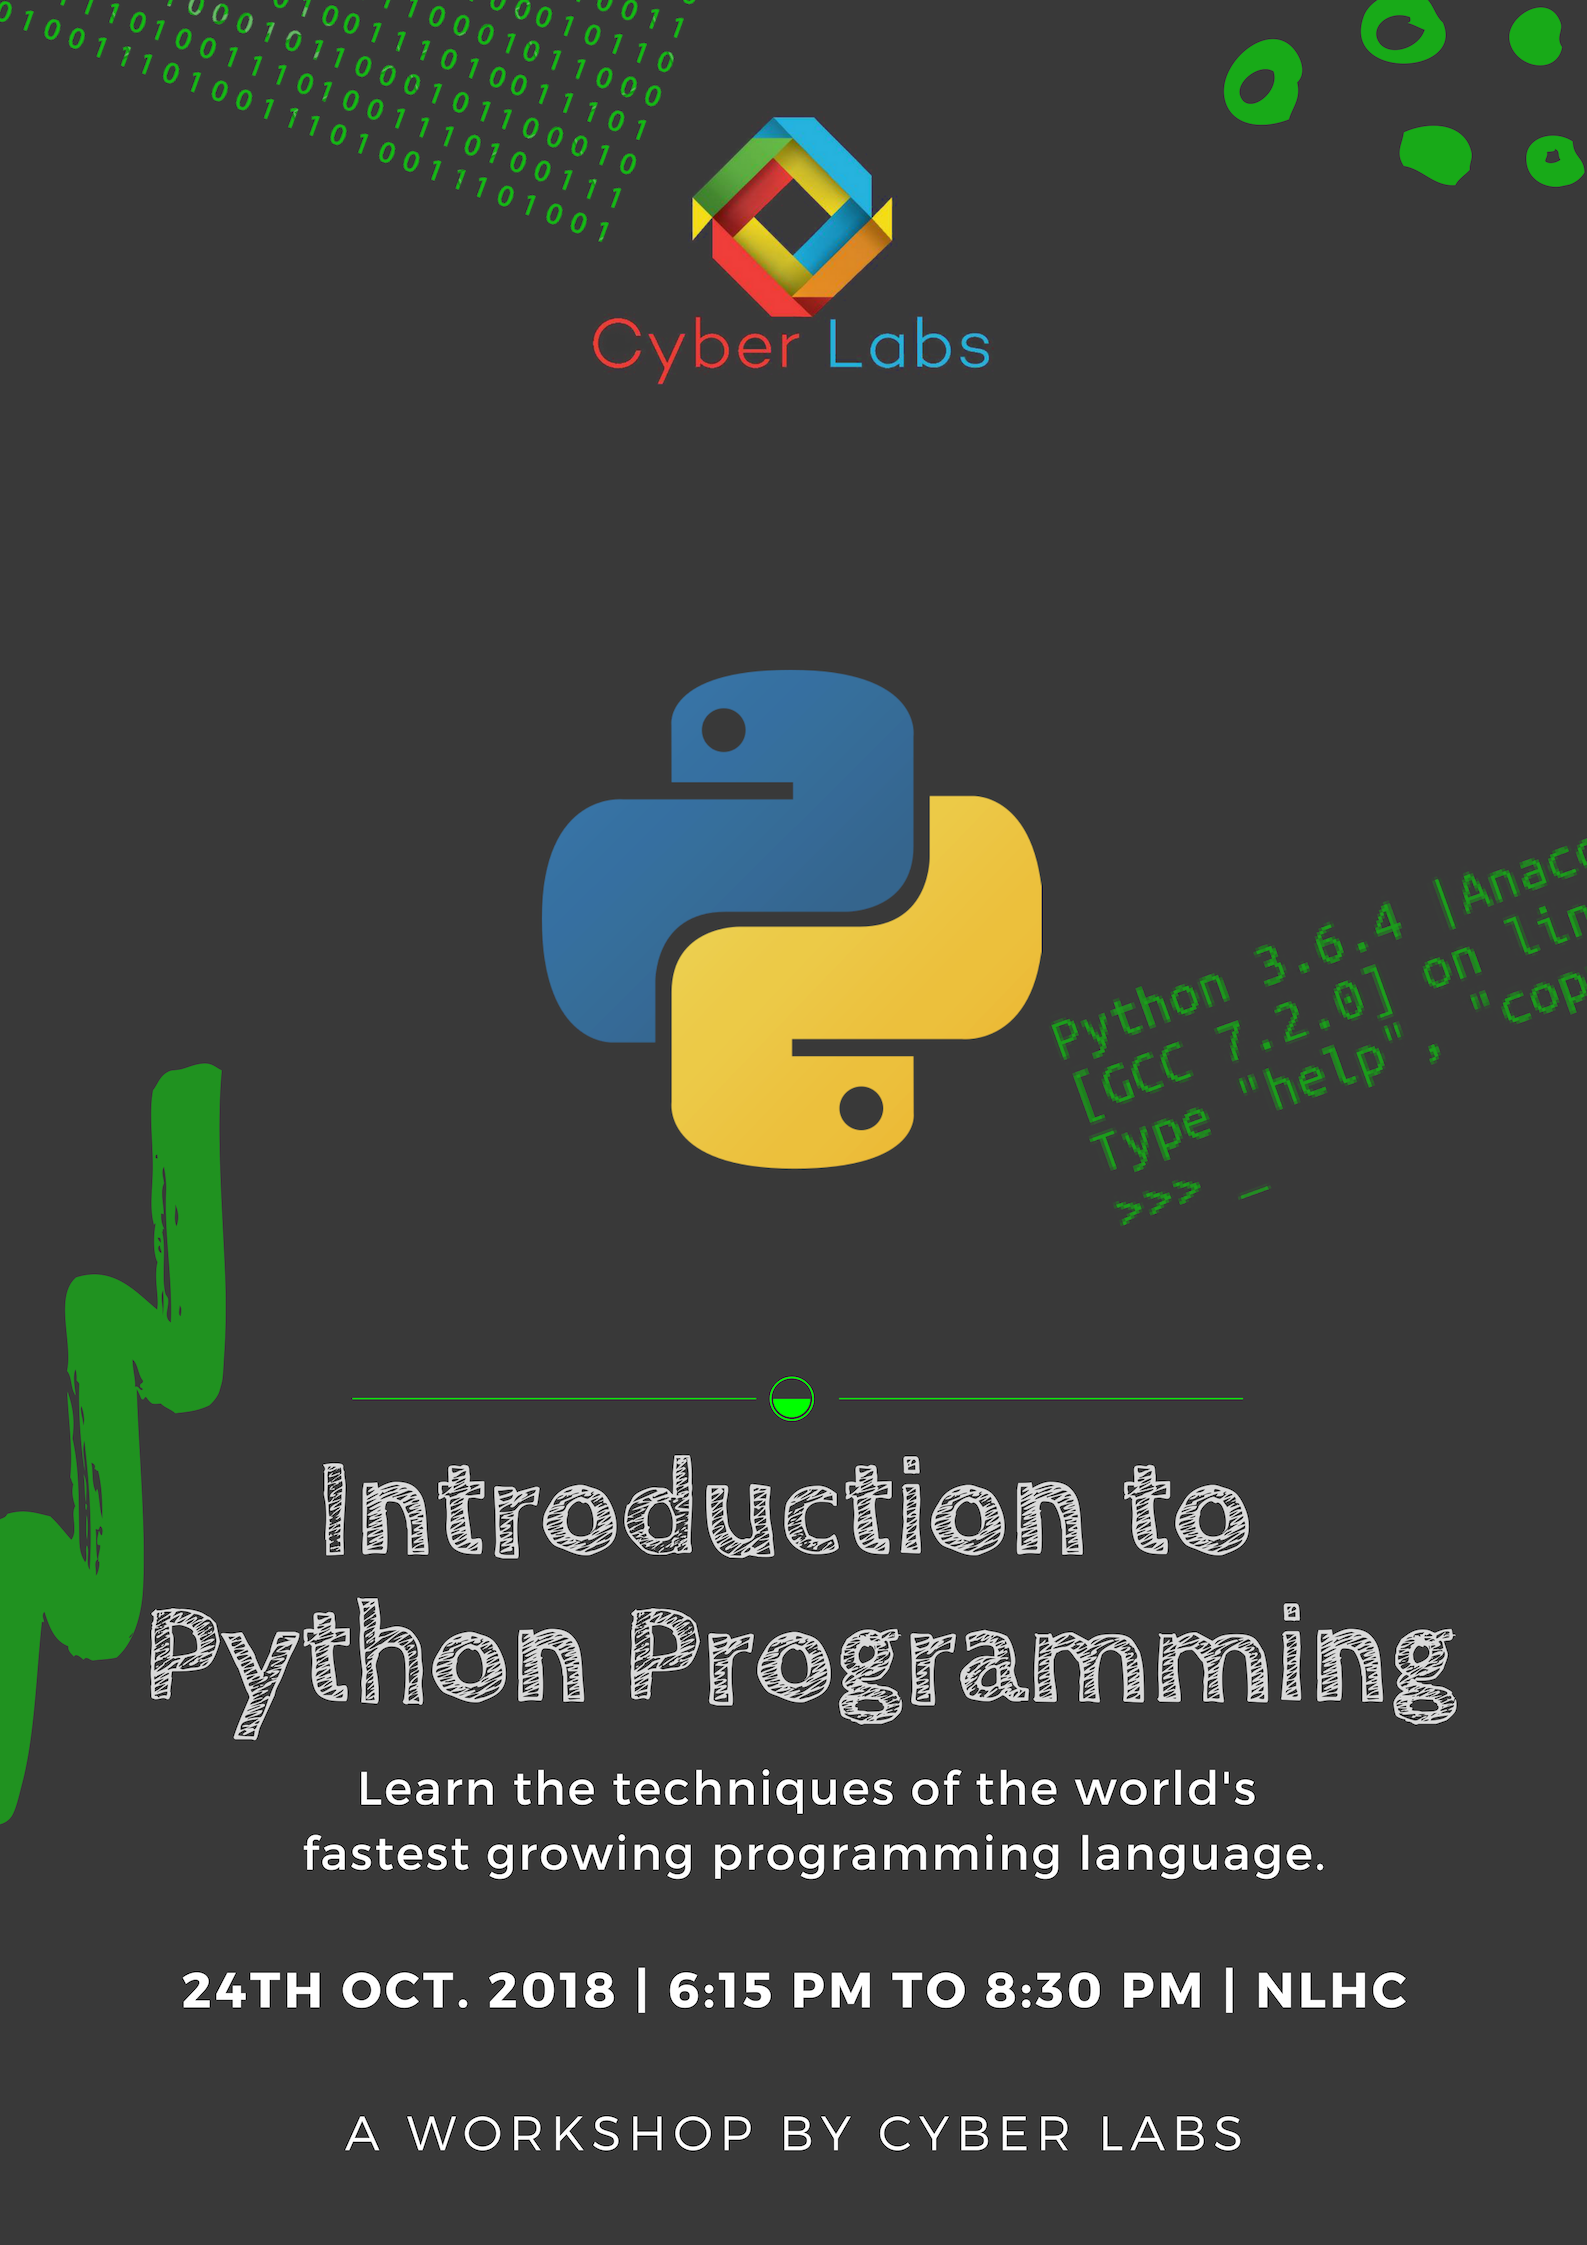 Cyber Labs
Python 3.6.4 |Anaco
[GCC 7.2.0] on lin
Type "help", "cop
>>> _
Introduction to
Python Programming
Learn the techniques of the world's
fastest growing programming language.
24TH OCT. 2018 | 6:15 PM TO 8:30 PM | NLHC
A WORKSHOP BY CYBER LABS